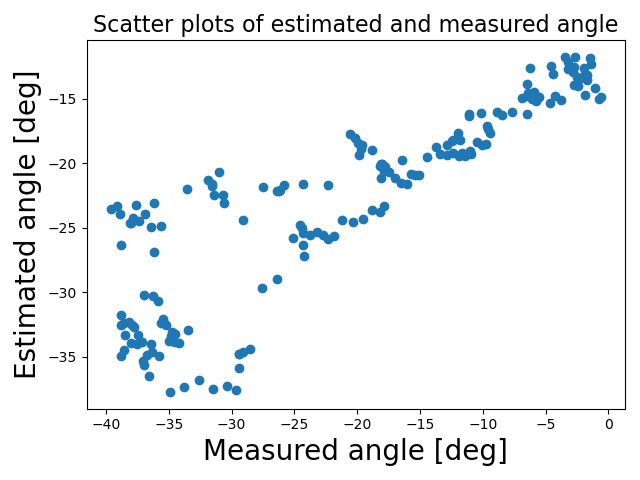 Scatter plots of estimated and measured angle
Estimated angle [deg]
−15
−20
−25
−30
−35
−40 −35 −30 −25 −20 −15 −10 −5 0
Measured angle [deg]